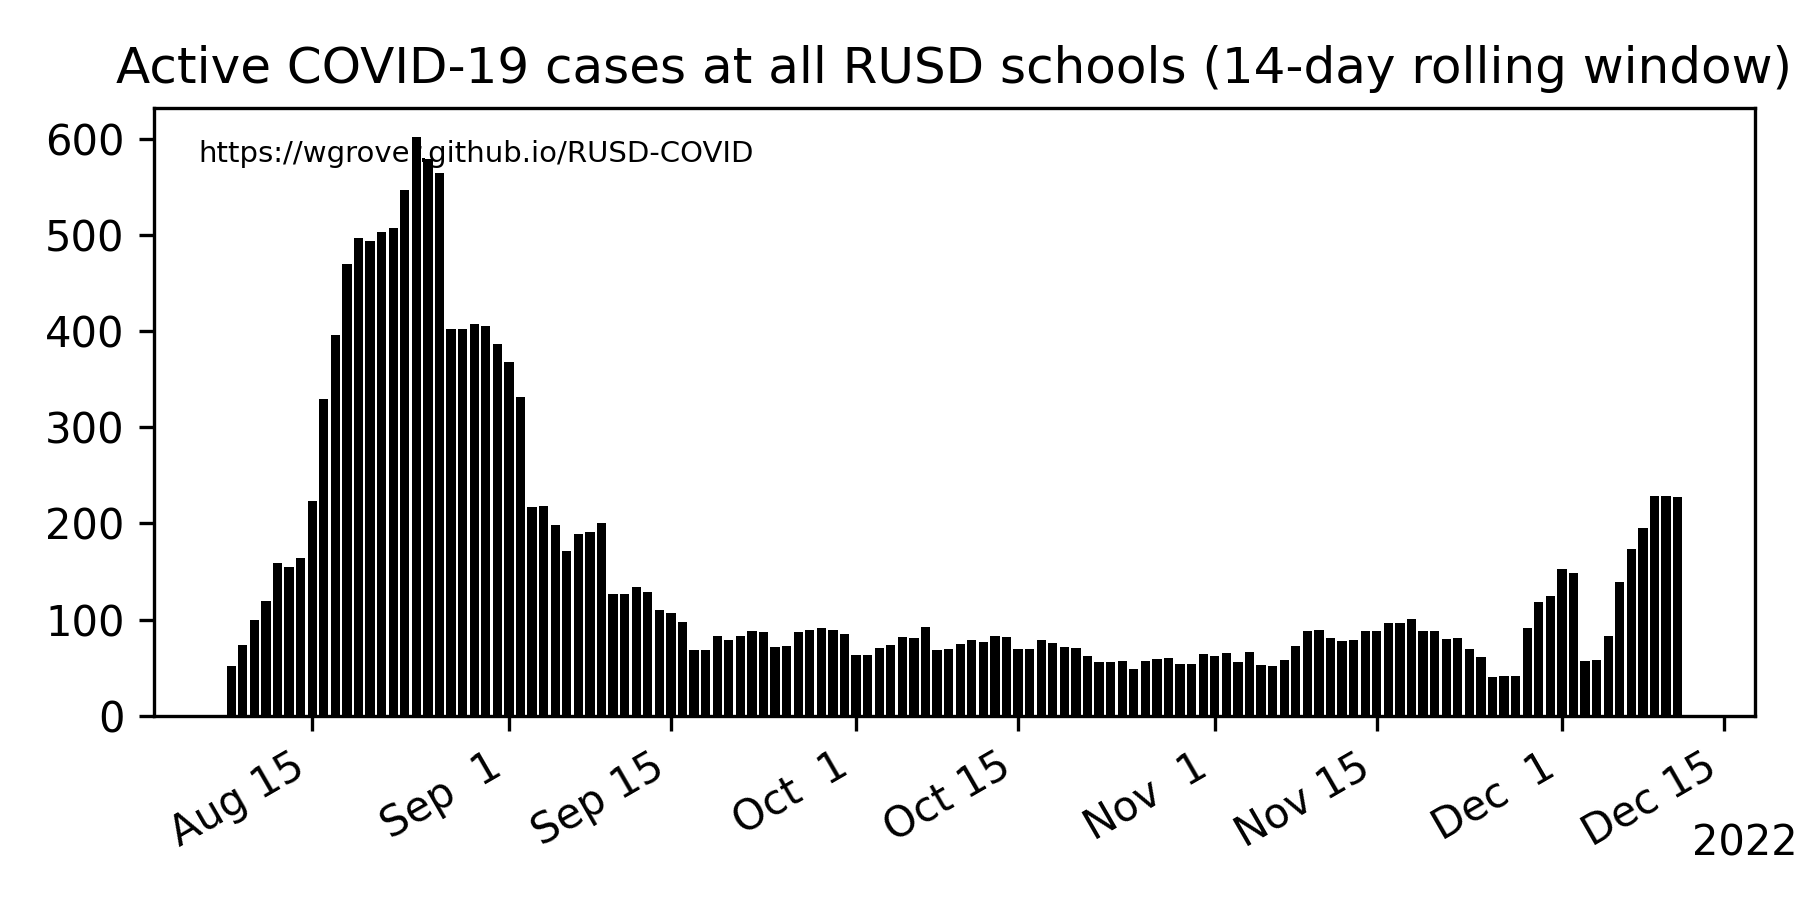 Active COVID-19 cases at all RUSD schools (14-day rolling window)
https://wgrover.github.io/RUSD-COVID
600
500
400
300
200
100
0
Aug 15
Sep 1
Sep 15
Oct 1
Oct 15
Nov 1
Nov 15
Dec 1
Dec 15
2022